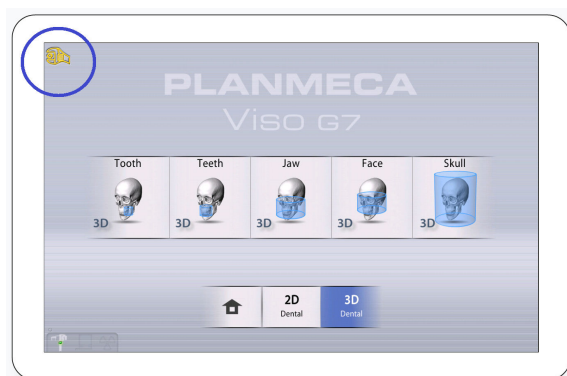 PLANMECA
Viso G7
Tooth
Teeth
Jaw
Face
Skull
3D
3D
3D
3D
3D
2D
Dental
3D
Dental